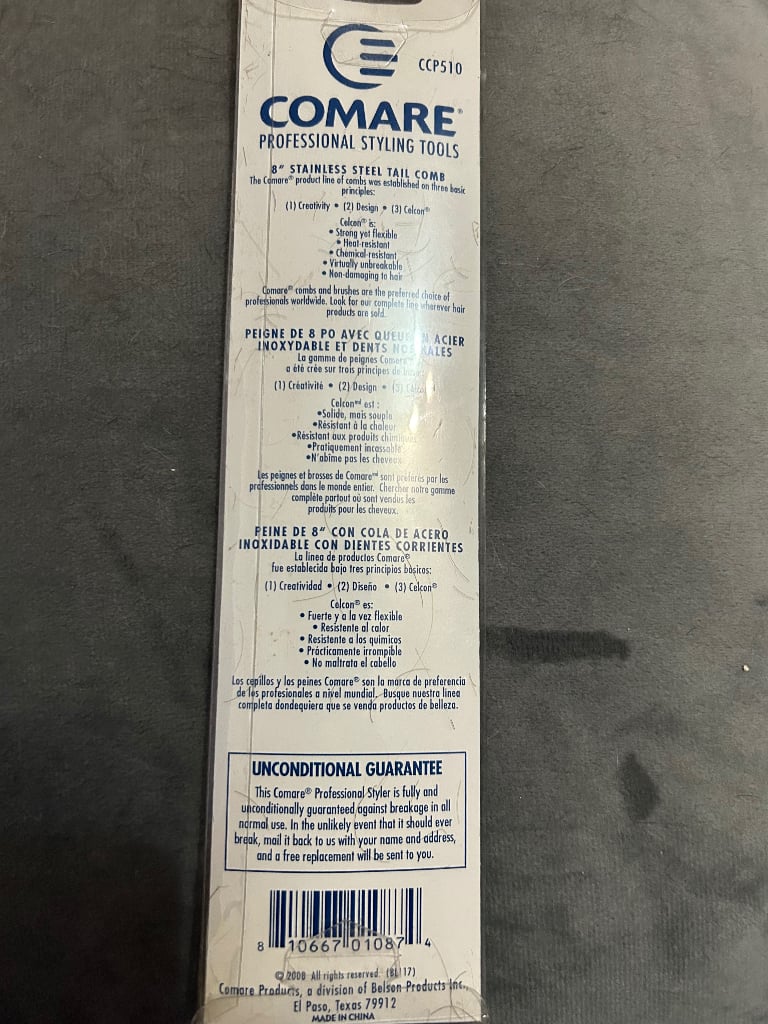 CCP510
COMARE®
PROFESSIONAL STYLING TOOLS
8" STAINLESS STEEL TAIL COMB
The Comare® product line of combs was established on three basic
principles:
(1) Creativity • (2) Design • (3) Celcon®
Celcon® is:
• Strong yet flexible
• Heat-resistant
• Chemical-resistant
• Virtually unbreakable
• Non-damaging to hair
Comare® combs and brushes are the preferred choice of
professionals worldwide. Look for our complete line wherever hair
products are sold.
PEIGNE DE 8 PO AVEC QUEUE EN ACIER
INOXYDABLE ET DENTS NORMALES
La gamme de peignes Comare
a été crée sur trois principes de
(1) Créativité • (2) Design • (3) Celcon
Celconᵐᵈ est :
•Solide, mais souple
•Résistant à la chaleur
•Résistant aux produits chimiques
•Pratiquement incassable
•N'abime pas les cheveux
Les peignes et brosses de Comareᵐᵈ sont préférés par les
professionnels dans le monde entier. Chercher notre gamme
complète partout où sont vendus les
produits pour les cheveux.
PEINE DE 8" CON COLA DE ACERO
INOXIDABLE CON DIENTES CORRIENTES
La línea de productos Comare®
fue establecida bajo tres principios básicos:
(1) Creatividad • (2) Diseño • (3) Celcon®
Celcon® es:
• Fuerte y a la vez flexible
• Resistente al calor
• Resistente a los químicos
• Prácticamente irrompible
• No maltrata el cabello
Los cepillos y los peines Comare® son la marca de preferencia
de los profesionales a nivel mundial. Busque nuestra línea
completa dondequiera que se venda productos de belleza.
UNCONDITIONAL GUARANTEE
This Comare® Professional Styler is fully and
unconditionally guaranteed against breakage in all
normal use. In the unlikely event that it should ever
break, mail it back to us with your name and address,
and a free replacement will be sent to you.
8 10667 01087 4
© 2008 All rights reserved. (BL 17)
Comare Products, a division of Belson Products Inc.,
El Paso, Texas 79912
MADE IN CHINA